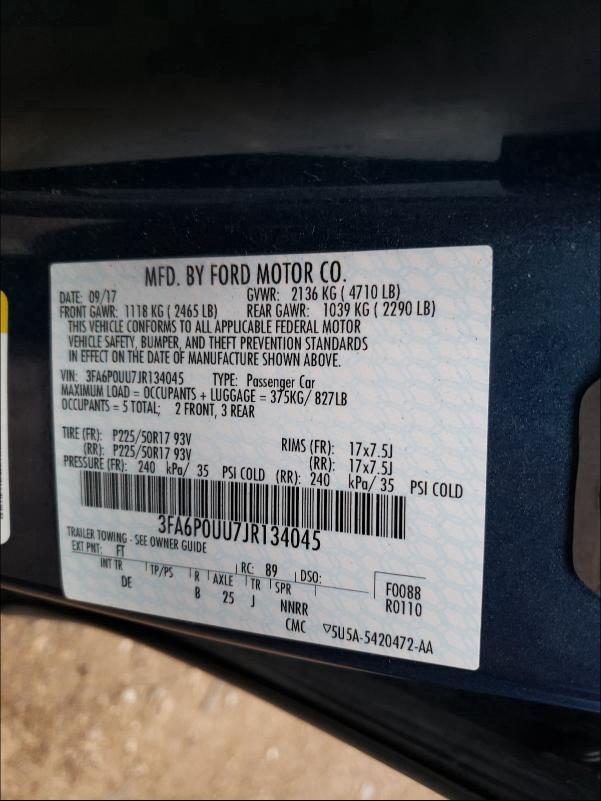 MFD. BY FORD MOTOR CO.
DATE: 09/17 GVWR: 2136 KG ( 4710 LB)
FRONT GAWR: 1118 KG ( 2465 LB) REAR GAWR: 1039 KG ( 2290 LB)
THIS VEHICLE CONFORMS TO ALL APPLICABLE FEDERAL MOTOR
VEHICLE SAFETY, BUMPER, AND THEFT PREVENTION STANDARDS
IN EFFECT ON THE DATE OF MANUFACTURE SHOWN ABOVE.
VIN: 3FA6P0UU7JR134045 TYPE: Passenger Car
MAXIMUM LOAD = OCCUPANTS + LUGGAGE = 375KG/ 827LB
OCCUPANTS = 5 TOTAL; 2 FRONT, 3 REAR
TIRE (FR): P225/50R17 93V RIMS (FR): 17x7.5J
(RR): P225/50R17 93V (RR): 17x7.5J
PRESSURE (FR): 240 kPa/ 35 PSI COLD (RR): 240 kPa/ 35 PSI COLD
3FA6P0UU7JR134045
TRAILER TOWING - SEE OWNER GUIDE
EXT PNT: FT RC: 89 DSO:
INT TR TP/PS R AXLE TR SPR F0088
DE B 25 J NNRR R0110
CMC ▽5U5A-5420472-AA